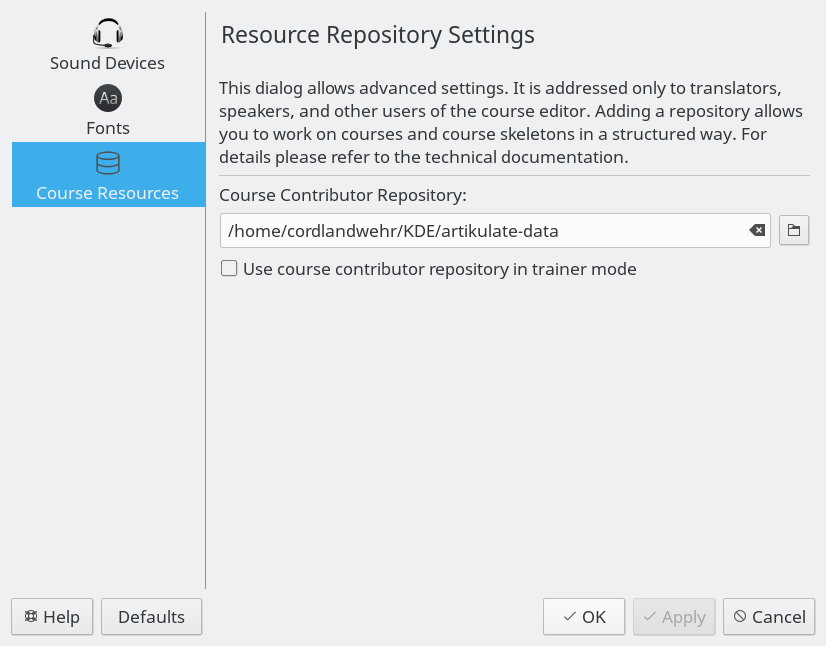 Sound Devices
Aa
Fonts
Course Resources
Resource Repository Settings
This dialog allows advanced settings. It is addressed only to translators,
speakers, and other users of the course editor. Adding a repository allows
you to work on courses and course skeletons in a structured way. For
details please refer to the technical documentation.
Course Contributor Repository:
/home/cordlandwehr/KDE/artikulate-data
Use course contributor repository in trainer mode
Help
Defaults
OK
Apply
Cancel